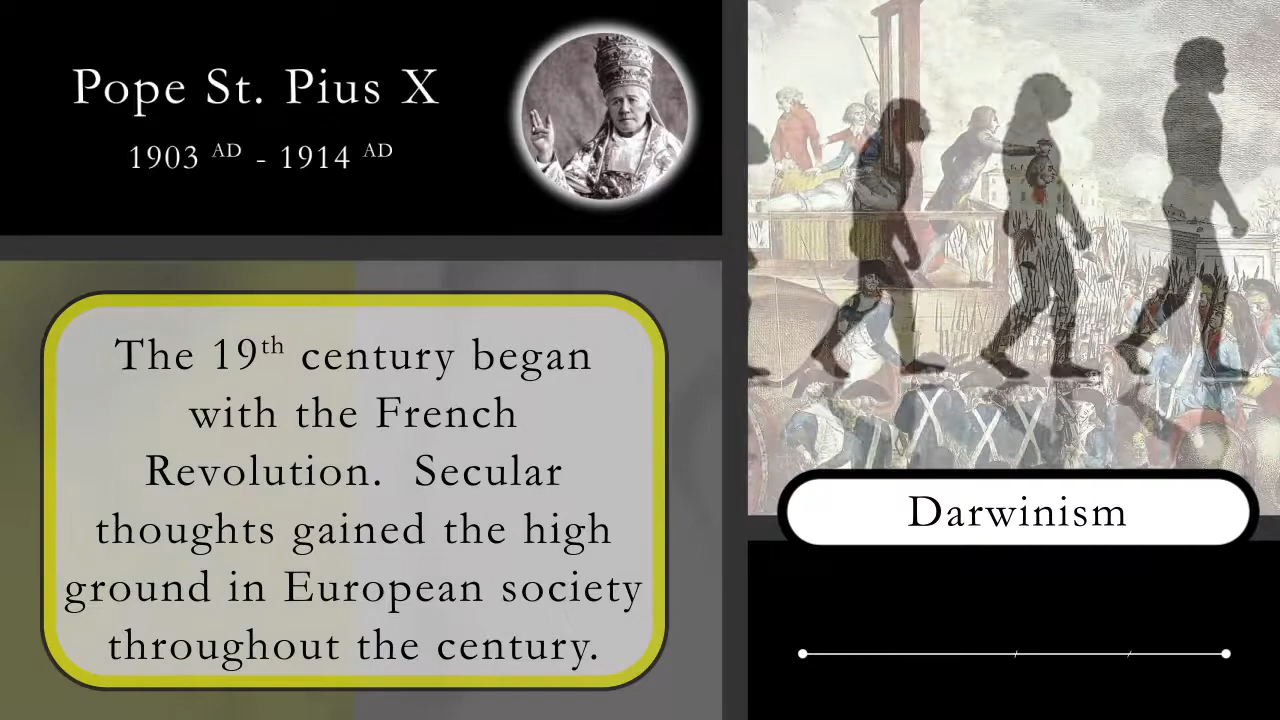 Pope St. Pius X
1903 AD - 1914 AD
The 19th century began
with the French
Revolution. Secular
thoughts gained the high
ground in European society
throughout the century.
Darwinism